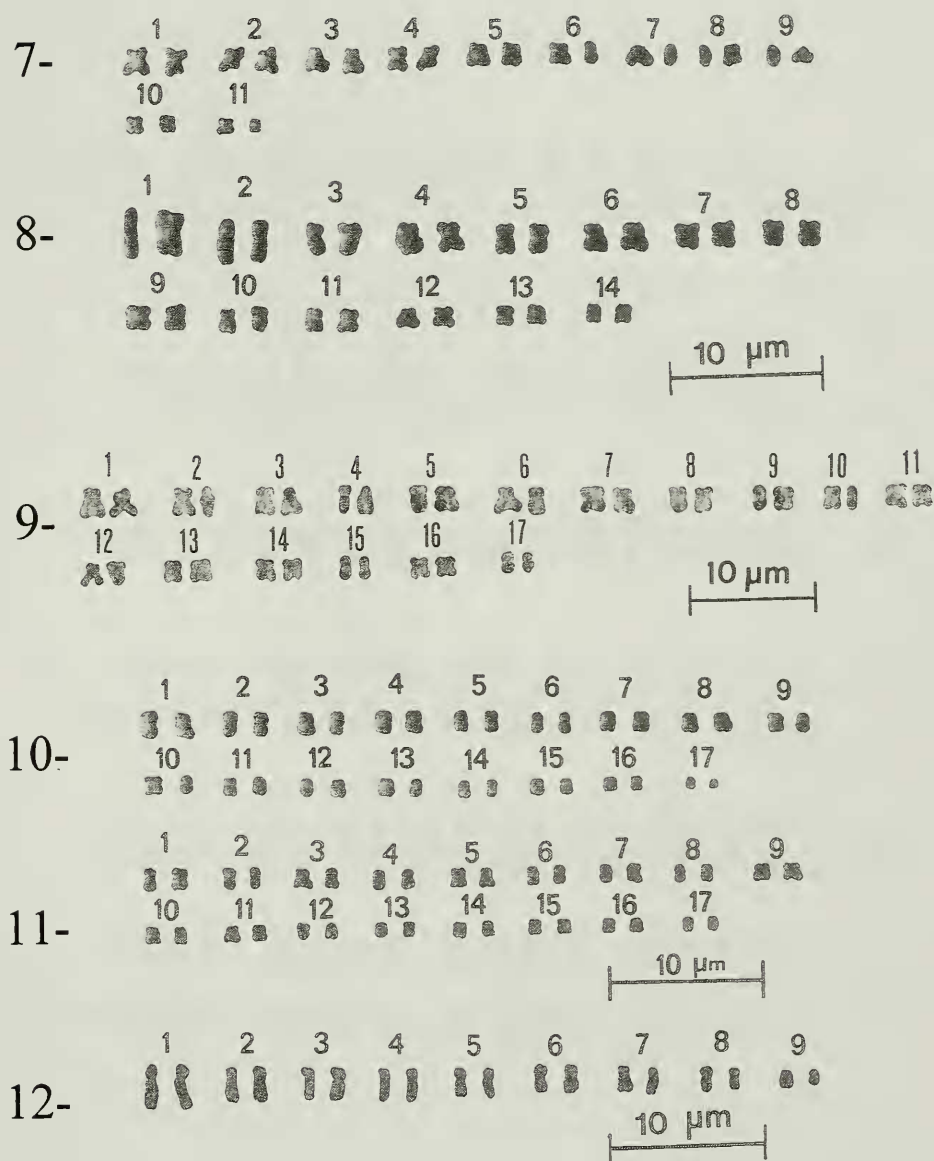 1 2 3 4 5 6 7 8 9
7-
10 11
1 2 3 4 5 6 7 8
8-
9 10 11 12 13 14
10 µm
1 2 3 4 5 6 7 8 9 10 11
9-
12 13 14 15 16 17
10 µm
1 2 3 4 5 6 7 8 9
10-
10 11 12 13 14 15 16 17
1 2 3 4 5 6 7 8 9
10 11 12 13 14 15 16 17
11-
10 µm
1 2 3 4 5 6 7 8 9
12-
10 µm